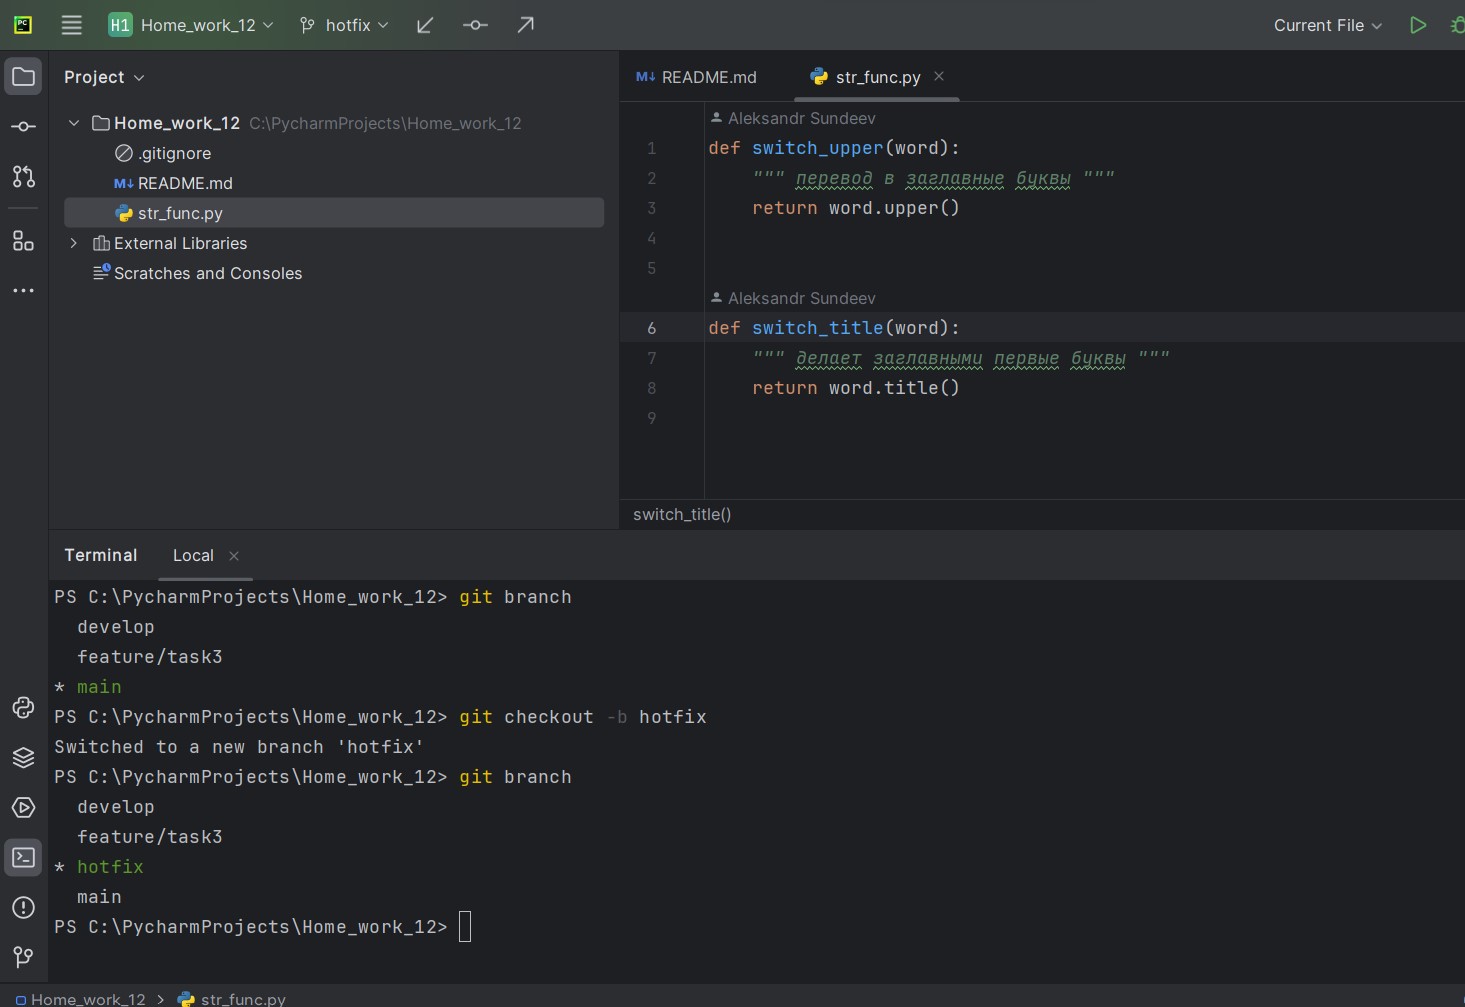 PC
H1 Home_work_12 hotfix Current File
Project
Home_work_12 C:\PycharmProjects\Home_work_12
.gitignore
M↓ README.md
str_func.py
External Libraries
Scratches and Consoles
M↓ README.md str_func.py
Aleksandr Sundeev
1 def switch_upper(word):
2 """ перевод в заглавные буквы """
3 return word.upper()
4
5
Aleksandr Sundeev
6 def switch_title(word):
7 """ делает заглавными первые буквы """
8 return word.title()
9
switch_title()
Terminal Local
PS C:\PycharmProjects\Home_work_12> git branch
develop
feature/task3
* main
PS C:\PycharmProjects\Home_work_12> git checkout -b hotfix
Switched to a new branch 'hotfix'
PS C:\PycharmProjects\Home_work_12> git branch
develop
feature/task3
* hotfix
main
PS C:\PycharmProjects\Home_work_12>
Home_work_12 > str_func.py